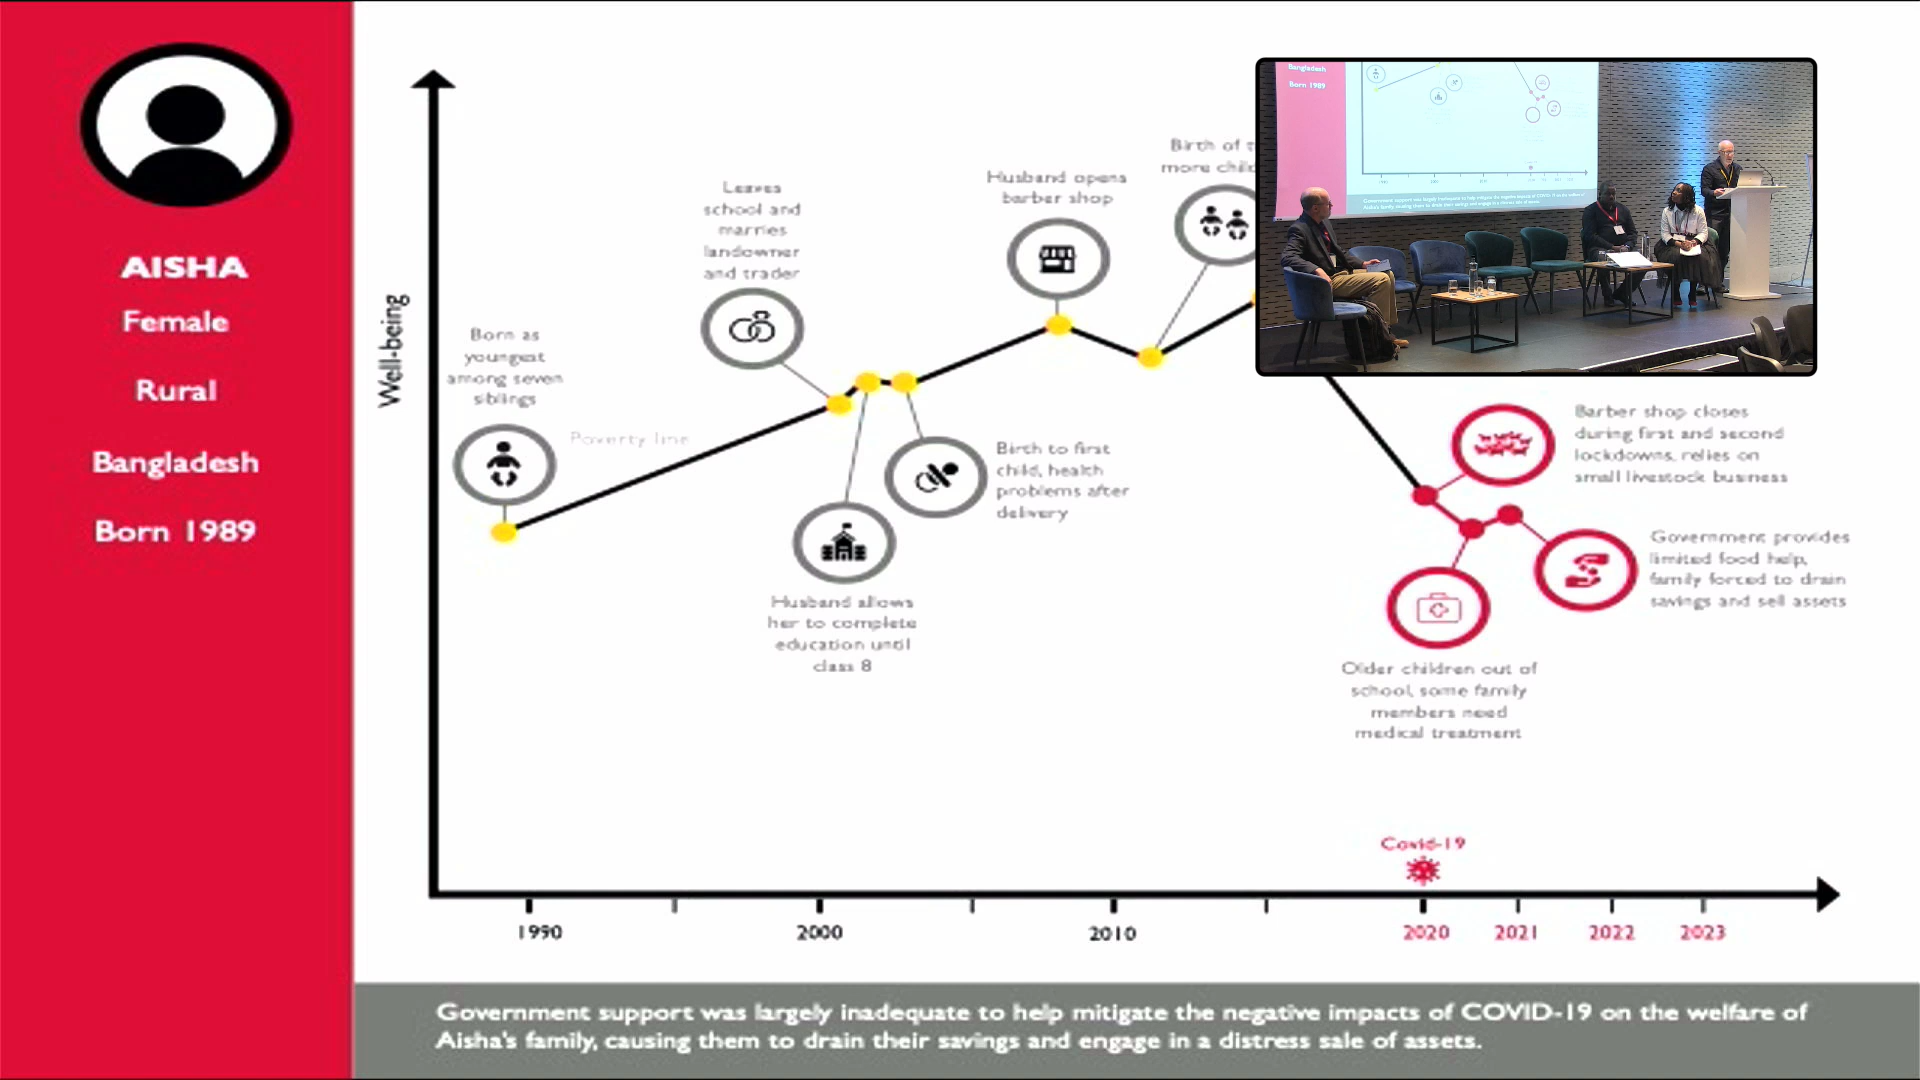 AISHA
Female
Rural
Bangladesh
Born 1989
Well-being
Born as
youngest
among seven
siblings
Poverty line
Leaves
school and
marries
landowner
and trader
Husband allows
her to complete
education until
class 8
Birth to first
child, health
problems after
delivery
Husband opens
barber shop
Birth of
more
Bangladesh
Born 1989
Barber shop closes
during first and second
lockdowns, relies on
small livestock business
Government provides
limited food help,
family forced to drain
savings and sell assets
Older children out of
school, some family
members need
medical treatment
Covid-19
1990
2000
2010
2020
2021
2022
2023
Government support was largely inadequate to help mitigate the negative impacts of COVID-19 on the welfare of
Aisha's family, causing them to drain their savings and engage in a distress sale of assets.